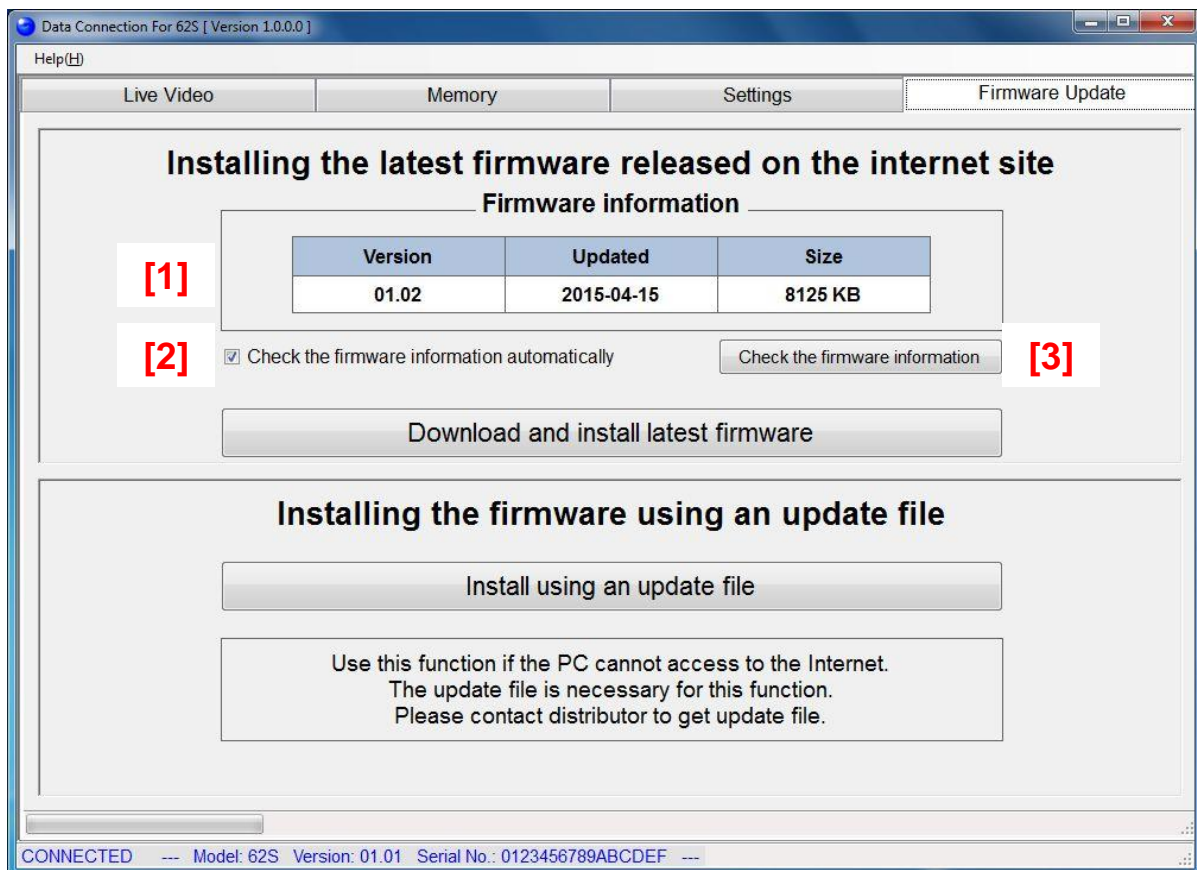 Data Connection For 62S [ Version 1.0.0.0 ]
Help(H)
Live Video Memory Settings Firmware Update
Installing the latest firmware released on the internet site
Firmware information
Version Updated Size
[1]
01.02 2015-04-15 8125 KB
[2] Check the firmware information automatically Check the firmware information [3]
Download and install latest firmware
Installing the firmware using an update file
Install using an update file
Use this function if the PC cannot access to the Internet.
The update file is necessary for this function.
Please contact distributor to get update file.
CONNECTED --- Model: 62S Version: 01.01 Serial No.: 0123456789ABCDEF ---